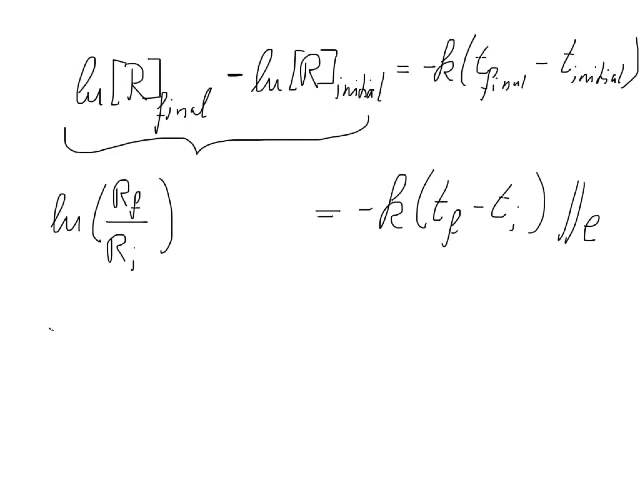 ln[R]final - ln[R]initial = -k(tfinal - tinitial)
ln(Rf/Ri) = -k(tf - ti) //e